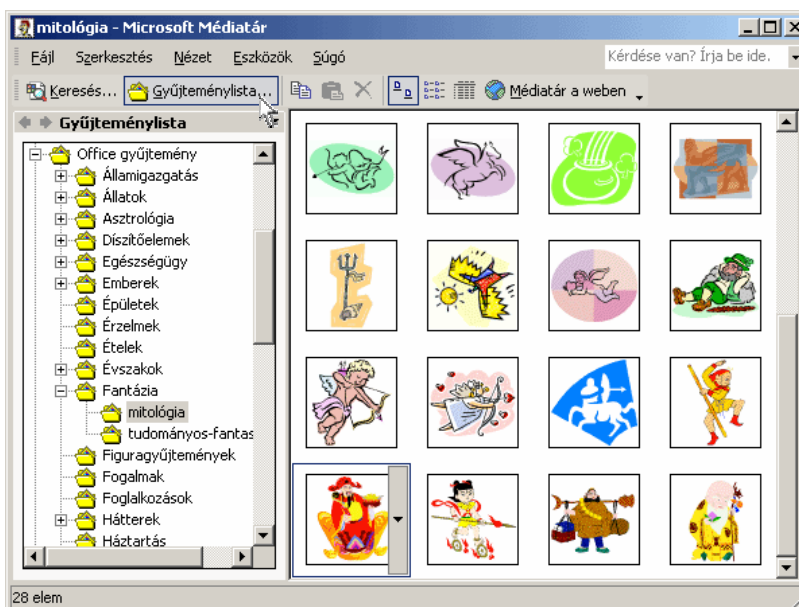 mitológia - Microsoft Médiatár
Fájl Szerkesztés Nézet Eszközök Súgó Kérdése van? Írja be ide.
Keresés... Gyűjteménylista... Médiatár a weben
Gyűjteménylista
Office gyűjtemény
Államigazgatás
Állatok
Asztrológia
Díszítőelemek
Egészségügy
Emberek
Épületek
Érzelmek
Ételek
Évszakok
Fantázia
mitológia
tudományos-fantas
Figuragyűjtemények
Fogalmak
Foglalkozások
Hátterek
Háztartás
28 elem